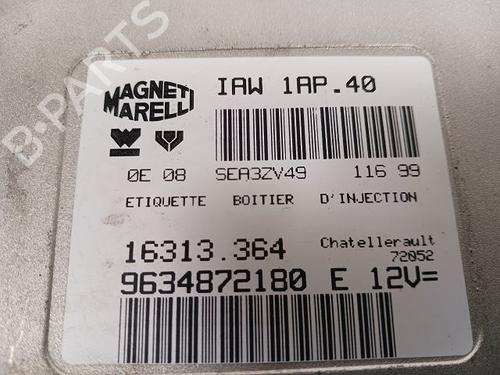 MAGNETI MARELLI
IAW 1AP.40
0E 08 SEA3ZV49 116 99
ETIQUETTE BOITIER D'INJECTION
16313.364 Chatellerault
72052
9634872180 E 12V=
B-PARTS